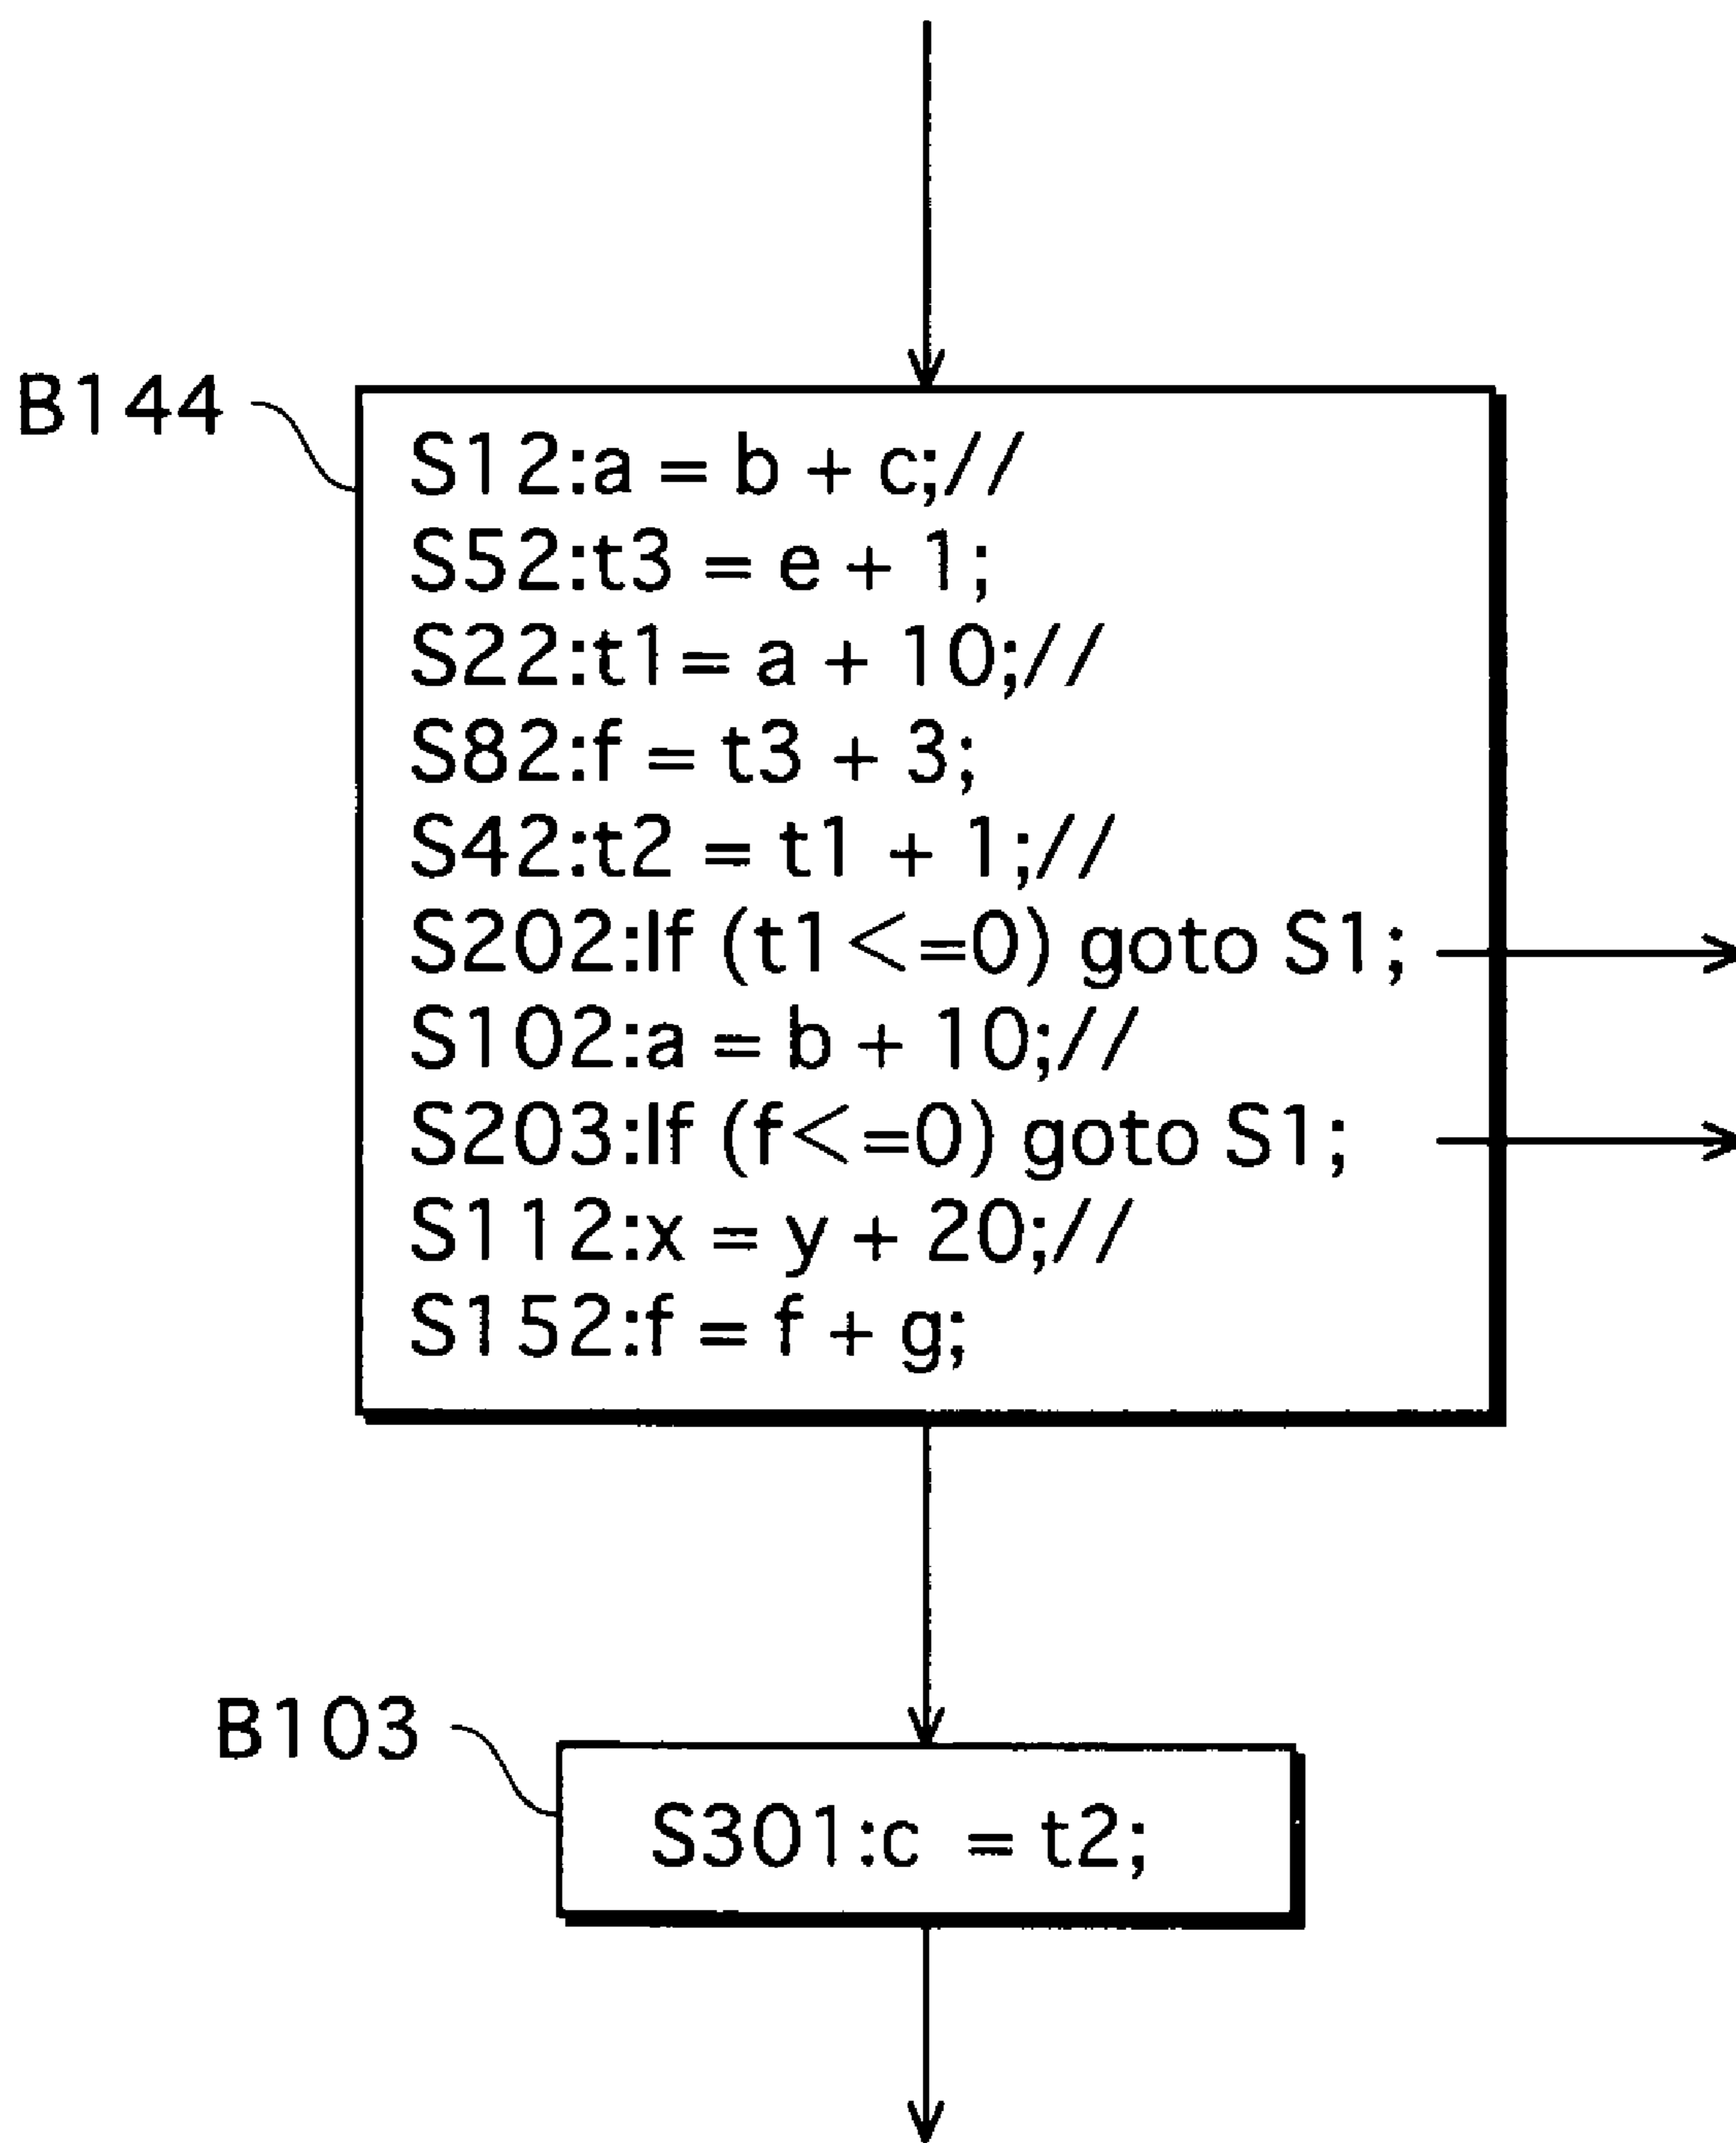 B144
S12:a = b + c;//
S52:t3 = e + 1;
S22:t1= a + 10;//
S82:f = t3 + 3;
S42:t2 = t1 + 1;//
S202:If (t1<=0) goto S1;
S102:a = b + 10;//
S203:If (f<=0) goto S1;
S112:x = y + 20;//
S152:f = f + g;
B103
S301:c = t2;